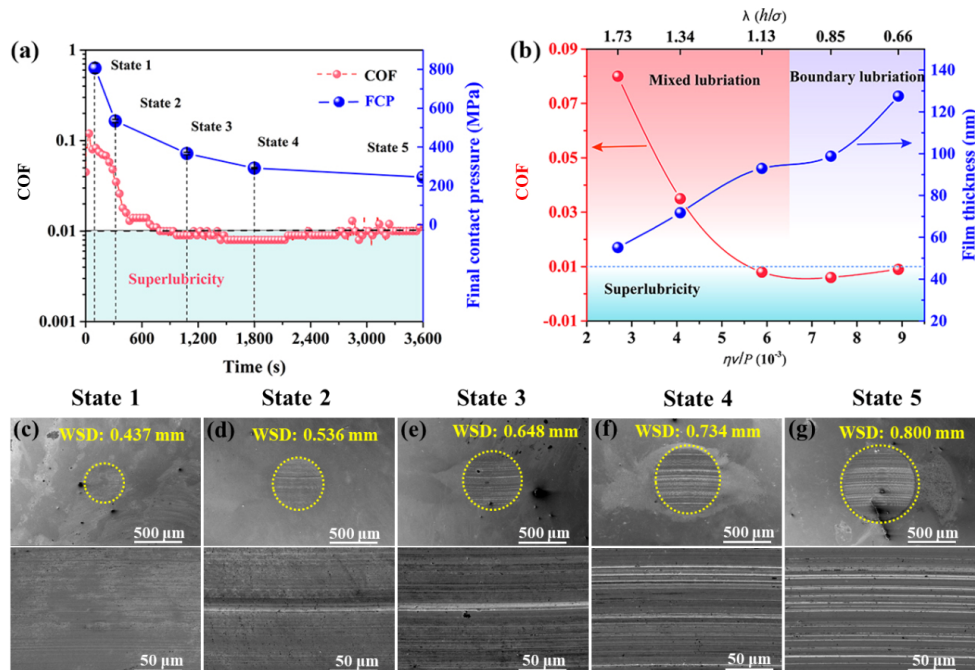 (a)
1
0.1
0.01
0.001
COF
0
600
1,200
1,800
2,400
3,000
3,600
Time (s)
800
600
400
200
0
Final contact pressure (MPa)
State 1
State 2
State 3
State 4
State 5
COF
FCP
Superlubricity
(b)
λ (h/σ)
1.73
1.34
1.13
0.85
0.66
0.09
0.07
0.05
0.03
0.01
-0.01
COF
Mixed lubriation
Boundary lubriation
Superlubricity
2
3
4
5
6
7
8
9
ηv/P (10⁻³)
140
120
100
80
60
40
20
Film thickness (nm)
State 1
State 2
State 3
State 4
State 5
(c) WSD: 0.437 mm
500 µm
50 µm
(d) WSD: 0.536 mm
500 µm
50 µm
(e) WSD: 0.648 mm
500 µm
50 µm
(f) WSD: 0.734 mm
500 µm
50 µm
(g) WSD: 0.800 mm
500 µm
50 µm